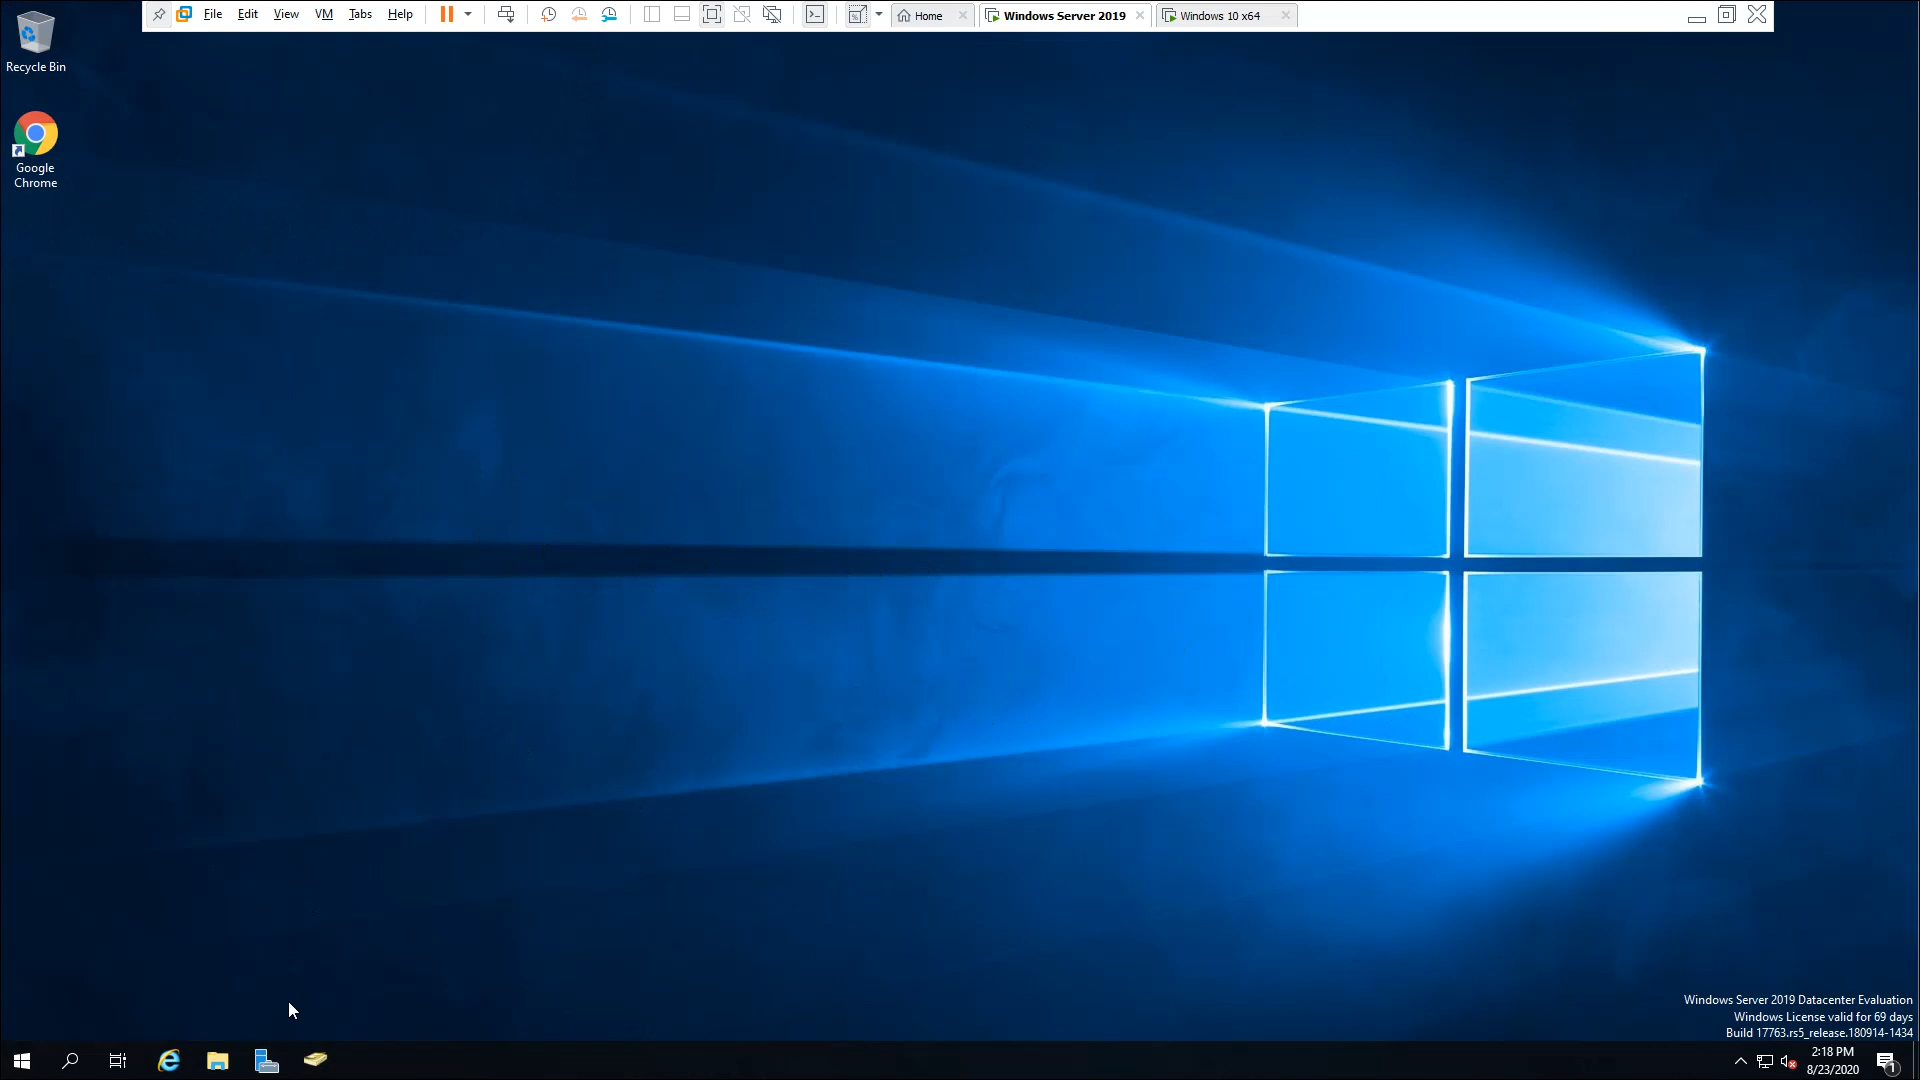 File Edit View VM Tabs Help Home Windows Server 2019 Windows 10 x64
Recycle Bin
Google
Chrome
Windows Server 2019 Datacenter Evaluation
Windows License valid for 69 days
Build 17763.rs5_release.180914-1434
2:18 PM
8/23/2020
1